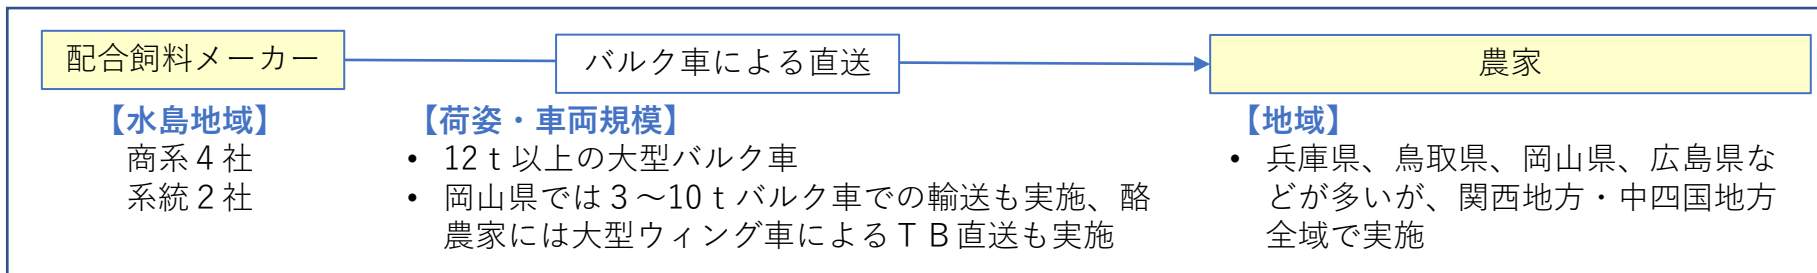 配合飼料メーカー
バルク車による直送
農家
【水島地域】
商系４社
系統２社
【荷姿・車両規模】
• 12ｔ以上の大型バルク車
• 岡山県では３～10ｔバルク車での輸送も実施、酪
農家には大型ウィング車によるＴＢ直送も実施
【地域】
• 兵庫県、鳥取県、岡山県、広島県な
どが多いが、関西地方・中四国地方
全域で実施